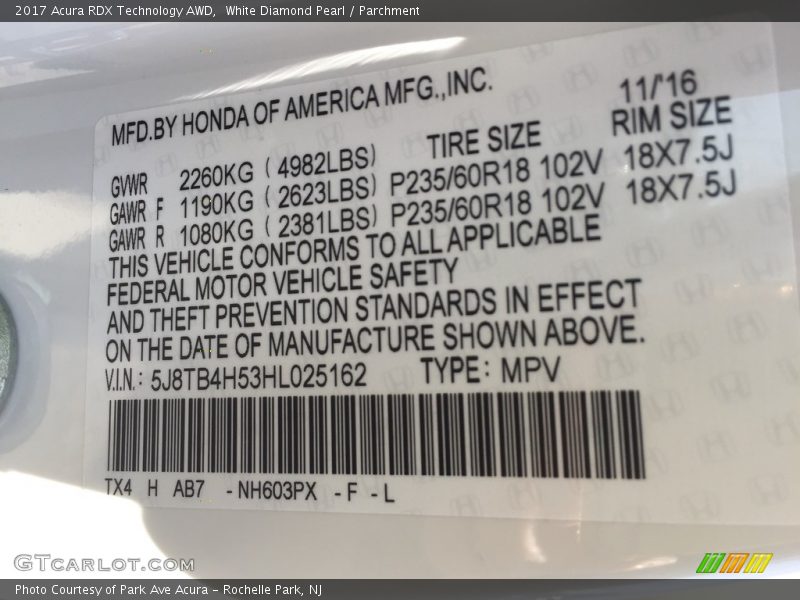 2017 Acura RDX Technology AWD,  White Diamond Pearl / Parchment
MFD.BY HONDA OF AMERICA MFG.,INC.
11/'16
TIRE SIZE RIM SIZE
GVWR 2260KG ( 4982LBS)
GAWR F 1190KG ( 2623LBS) P235/60R18 102V 18X7.5J
GAWR R 1080KG ( 2381LBS) P235/60R18 102V 18X7.5J
THIS VEHICLE CONFORMS TO ALL APPLICABLE
FEDERAL MOTOR VEHICLE SAFETY
AND THEFT PREVENTION STANDARDS IN EFFECT
ON THE DATE OF MANUFACTURE SHOWN ABOVE.
V.I.N.: 5J8TB4H53HL025162 TYPE: MPV
TX4 H AB7 -NH603PX -F -L
GTcarlot.com
Photo Courtesy of Park Ave Acura – Rochelle Park, NJ